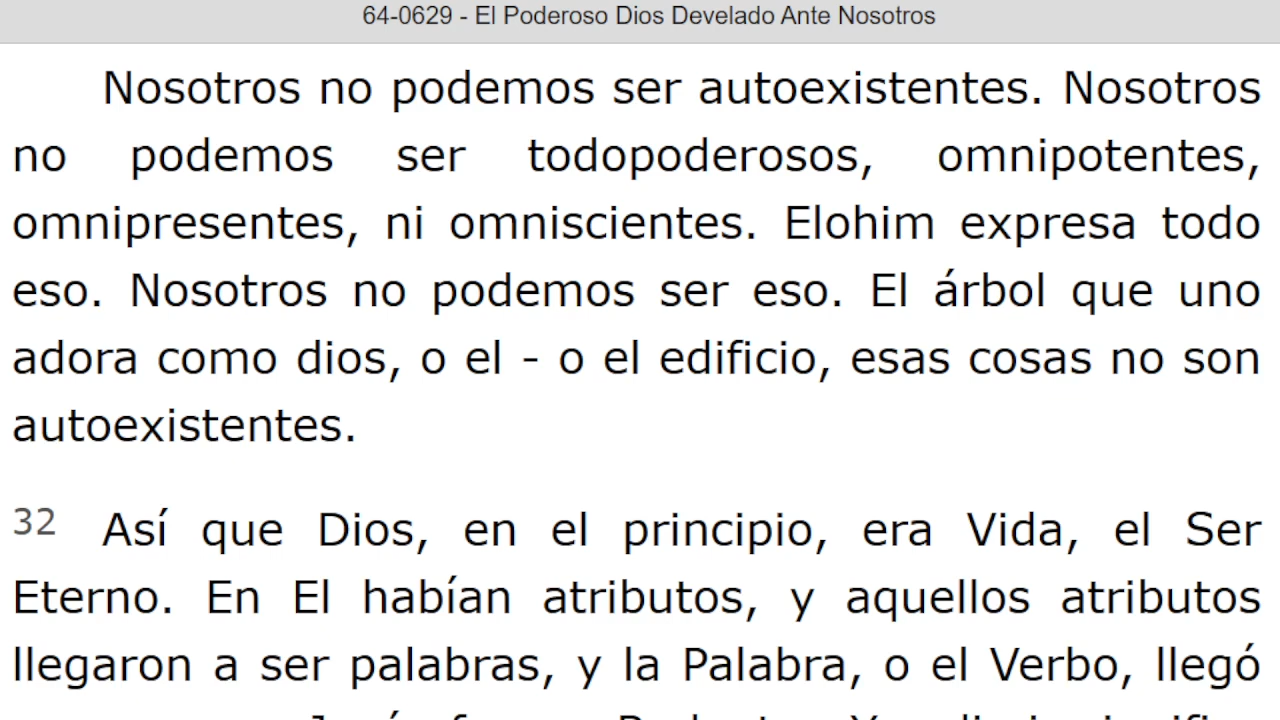 64-0629 - El Poderoso Dios Develado Ante Nosotros
Nosotros no podemos ser autoexistentes. Nosotros
no podemos ser todopoderosos, omnipotentes,
omnipresentes, ni omniscientes. Elohim expresa todo
eso. Nosotros no podemos ser eso. El árbol que uno
adora como dios, o el - o el edificio, esas cosas no son
autoexistentes.
32 Así que Dios, en el principio, era Vida, el Ser
Eterno. En El habían atributos, y aquellos atributos
llegaron a ser palabras, y la Palabra, o el Verbo, llegó